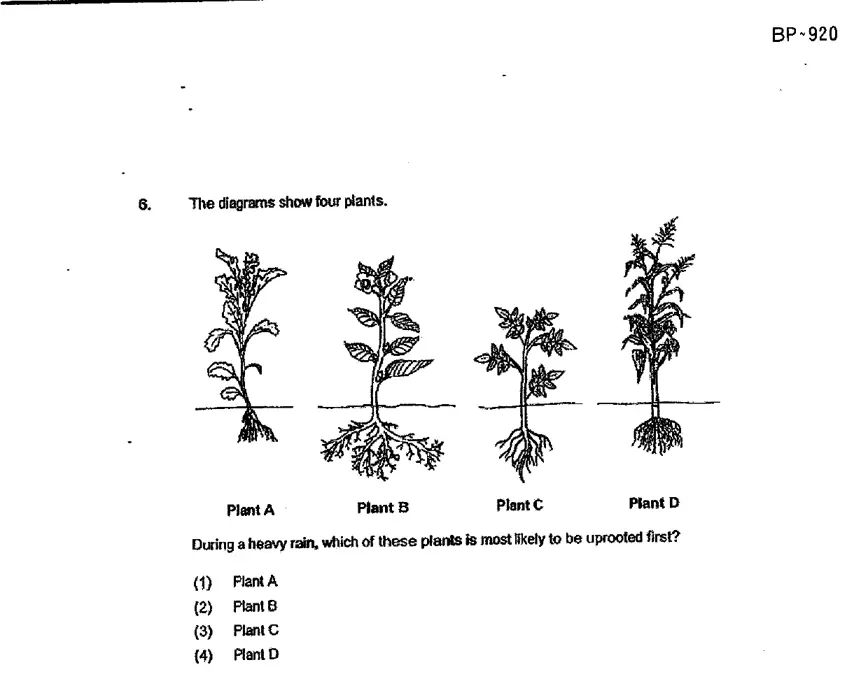 BP~920
6. The diagrams show four plants.
Plant A Plant B Plant C Plant D
During a heavy rain, which of these plants is most likely to be uprooted first?
(1) Plant A
(2) Plant B
(3) Plant C
(4) Plant D